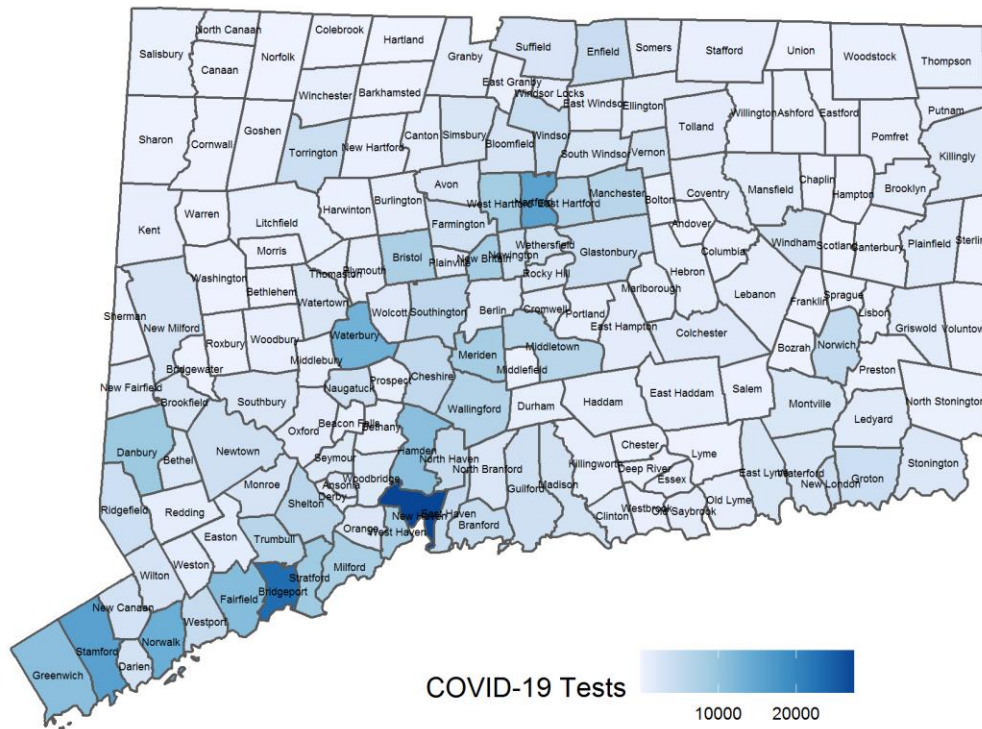 North Canaan
Colebrook
Hartland
Suffield
Enfield
Somers
Stafford
Union
Woodstock
Thompson
Salisbury
Canaan
Norfolk
Granby
East Granby
Windsor Locks
Winchester
Barkhamsted
East Windsor
Ellington
Willington
Ashford
Eastford
Putnam
Sharon
Cornwall
Goshen
Torrington
New Hartford
Canton
Simsbury
Bloomfield
Windsor
South Windsor
Vernon
Tolland
Pomfret
Killingly
Avon
West Hartford
Hartford
East Hartford
Manchester
Bolton
Coventry
Mansfield
Chaplin
Hampton
Brooklyn
Kent
Warren
Litchfield
Harwinton
Burlington
Farmington
Andover
Columbia
Windham
Scotland
Canterbury
Plainfield
Sterling
Morris
Washington
Bethlehem
Thomaston
Plymouth
Bristol
Plainville
New Britain
Newington
Wethersfield
Rocky Hill
Glastonbury
Hebron
Marlborough
Lebanon
Franklin
Sprague
Lisbon
Griswold
Voluntown
Sherman
New Milford
Roxbury
Woodbury
Watertown
Waterbury
Wolcott
Southington
Berlin
Cromwell
Portland
East Hampton
Colchester
Bozrah
Norwich
Preston
Bridgewater
Middlebury
Meriden
Middletown
Middlefield
New Fairfield
Brookfield
Southbury
Naugatuck
Prospect
Cheshire
Wallingford
Durham
Haddam
East Haddam
Salem
Montville
Ledyard
North Stonington
Danbury
Bethel
Newtown
Oxford
Beacon Falls
Bethany
Hamden
North Haven
Seymour
Woodbridge
North Branford
Guilford
Madison
Killingworth
Chester
Deep River
Essex
Lyme
East Lyme
Waterford
New London
Groton
Stonington
Ridgefield
Redding
Monroe
Shelton
Ansonia
Derby
Orange
New Haven
East Haven
West Haven
Branford
Clinton
Westbrook
Old Saybrook
Old Lyme
Easton
Trumbull
Stratford
Milford
Wilton
Weston
Fairfield
Bridgeport
New Canaan
Westport
Norwalk
Darien
Stamford
Greenwich
COVID-19 Tests
10000 20000